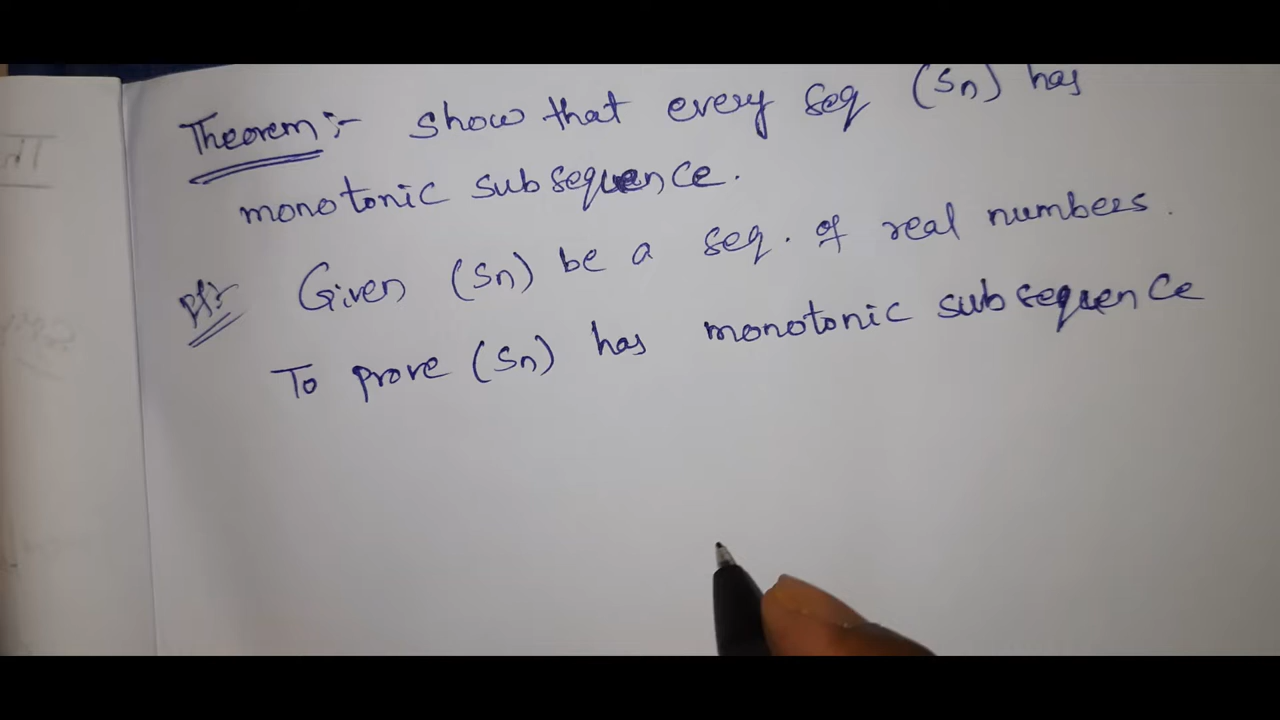 Theorem:- show that every seq (Sn) has
monotonic subsequence.
Pf:- Given (Sn) be a seq. of real numbers.
To prove (Sn) has monotonic subsequence